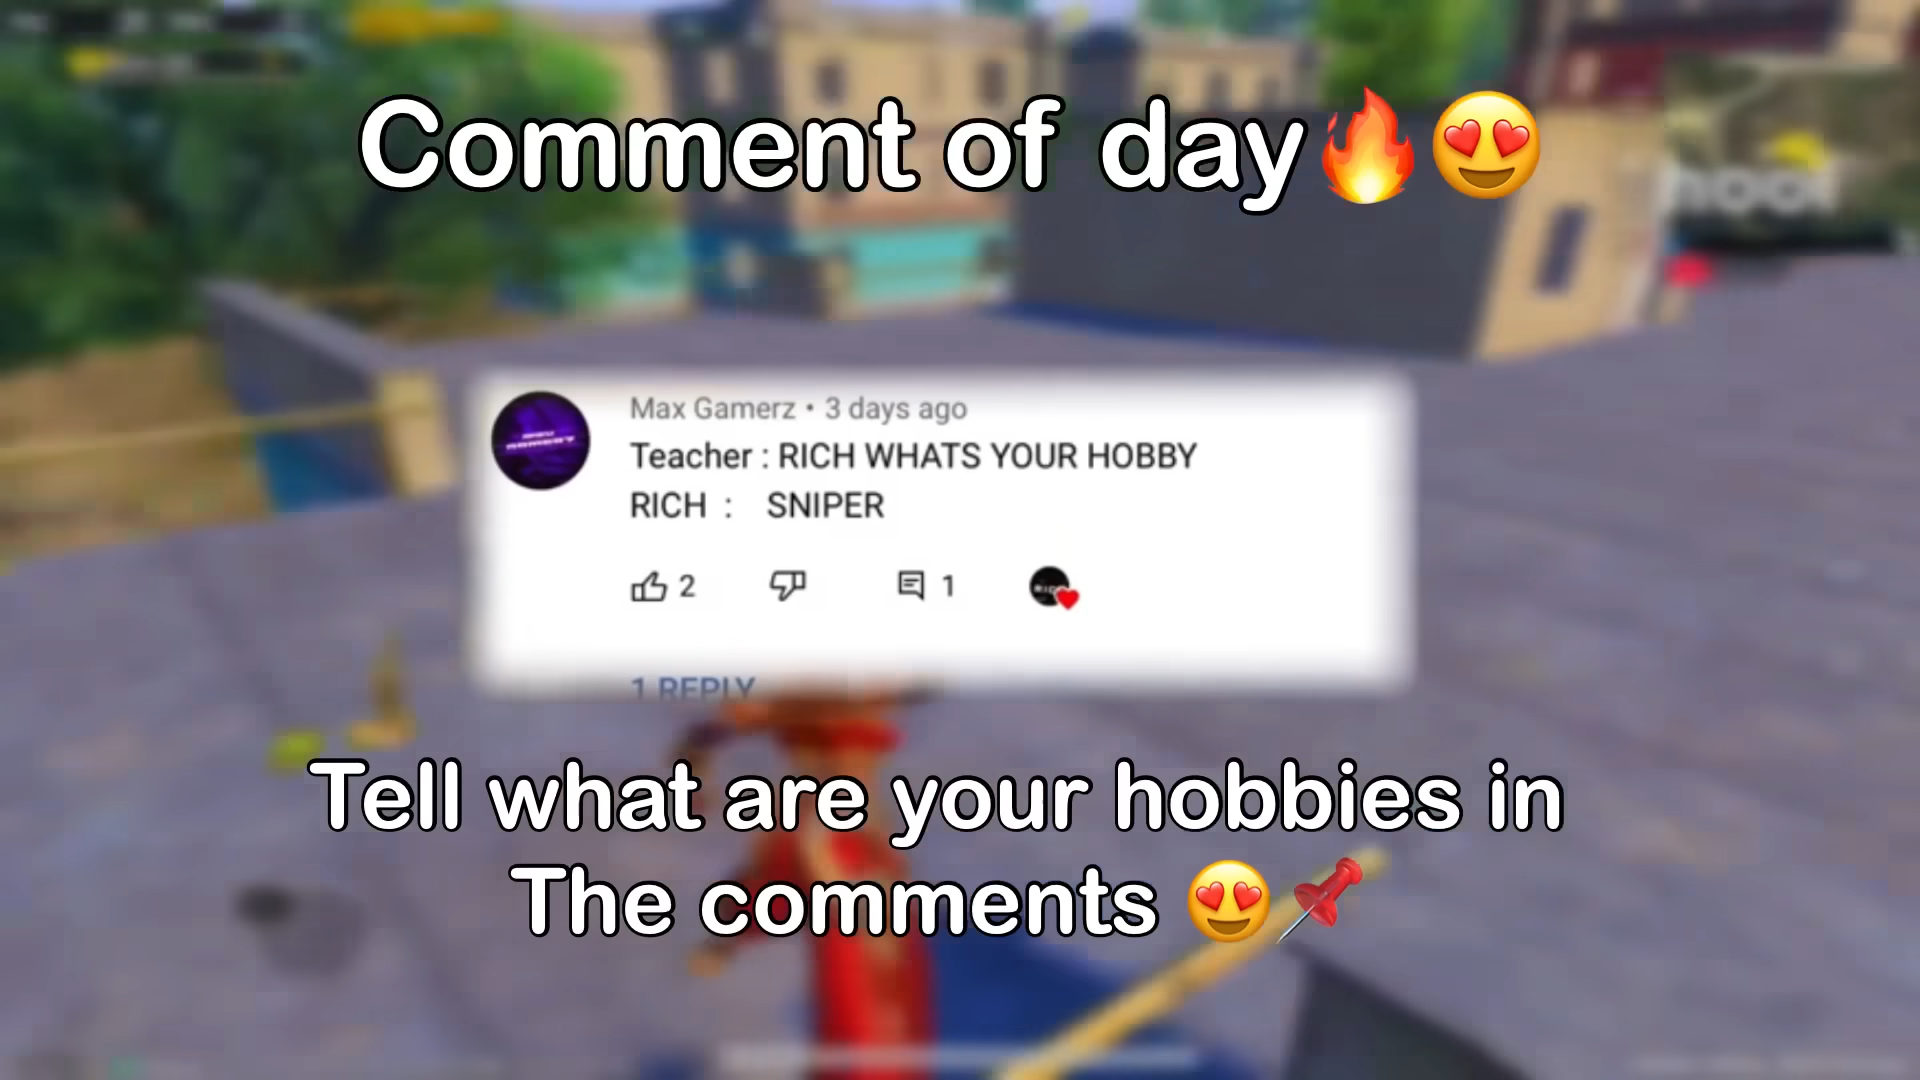 Comment of day🔥😍
Max Gamerz • 3 days ago
Teacher : RICH WHATS YOUR HOBBY
RICH : SNIPER
2
1
1 REPLY
Tell what are your hobbies in
The comments 😍📌